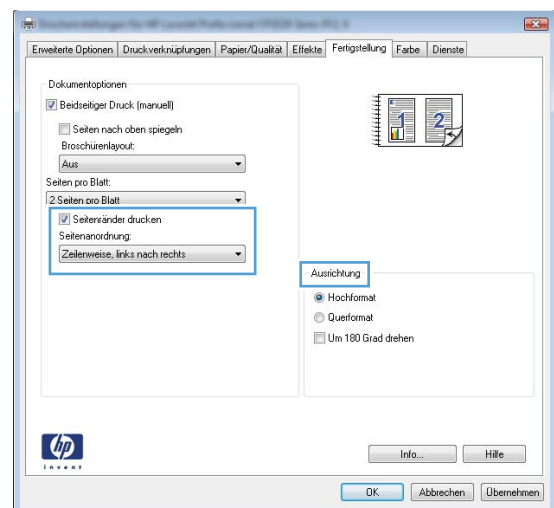 Erweiterte Optionen Druckverknüpfungen Papier/Qualität Effekte Fertigstellung Farbe Dienste
Dokumentoptionen
Beidseitiger Druck (manuell)
Seiten nach oben spiegeln
Broschürenlayout:
Aus
Seiten pro Blatt:
2 Seiten pro Blatt
Seitenränder drucken
Seitenanordnung:
Zeilenweise, links nach rechts
1 2
Ausrichtung
Hochformat
Querformat
Um 180 Grad drehen
hp
invent
Info... Hilfe
OK Abbrechen Übernehmen